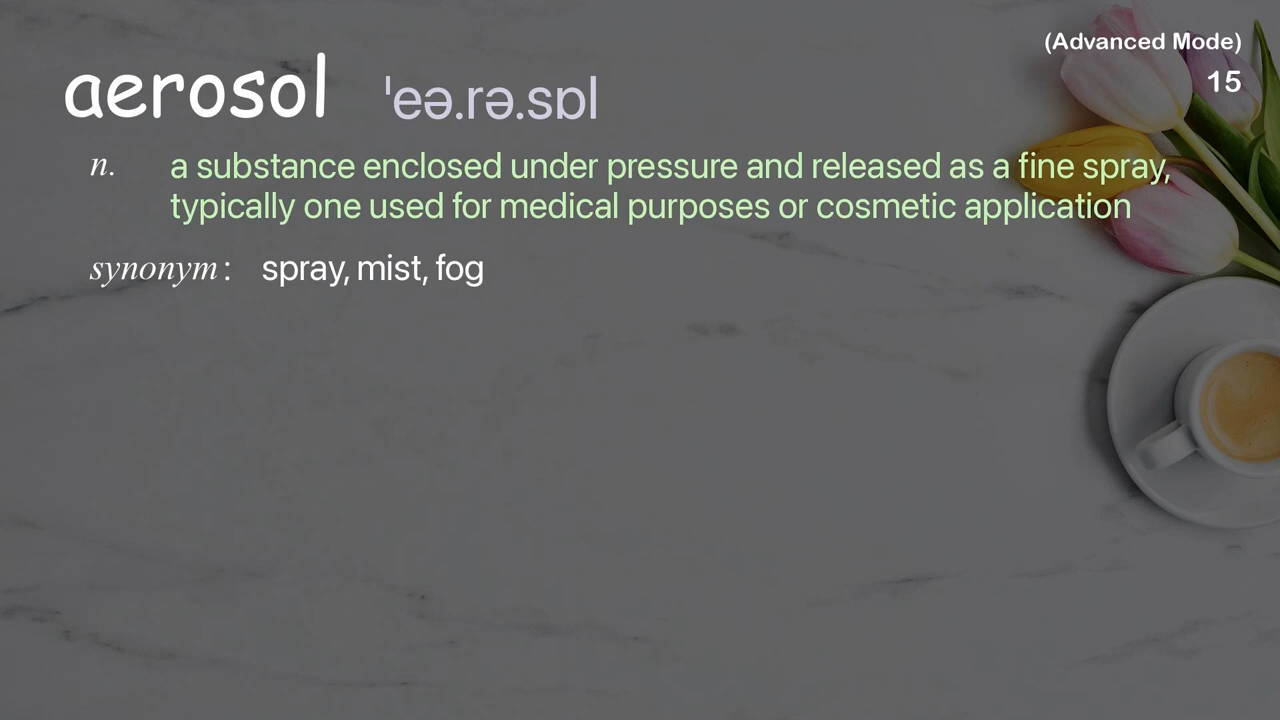 (Advanced Mode)
15
aerosol ˈeə.rə.sɒl
n. a substance enclosed under pressure and released as a fine spray,
typically one used for medical purposes or cosmetic application
synonym: spray, mist, fog